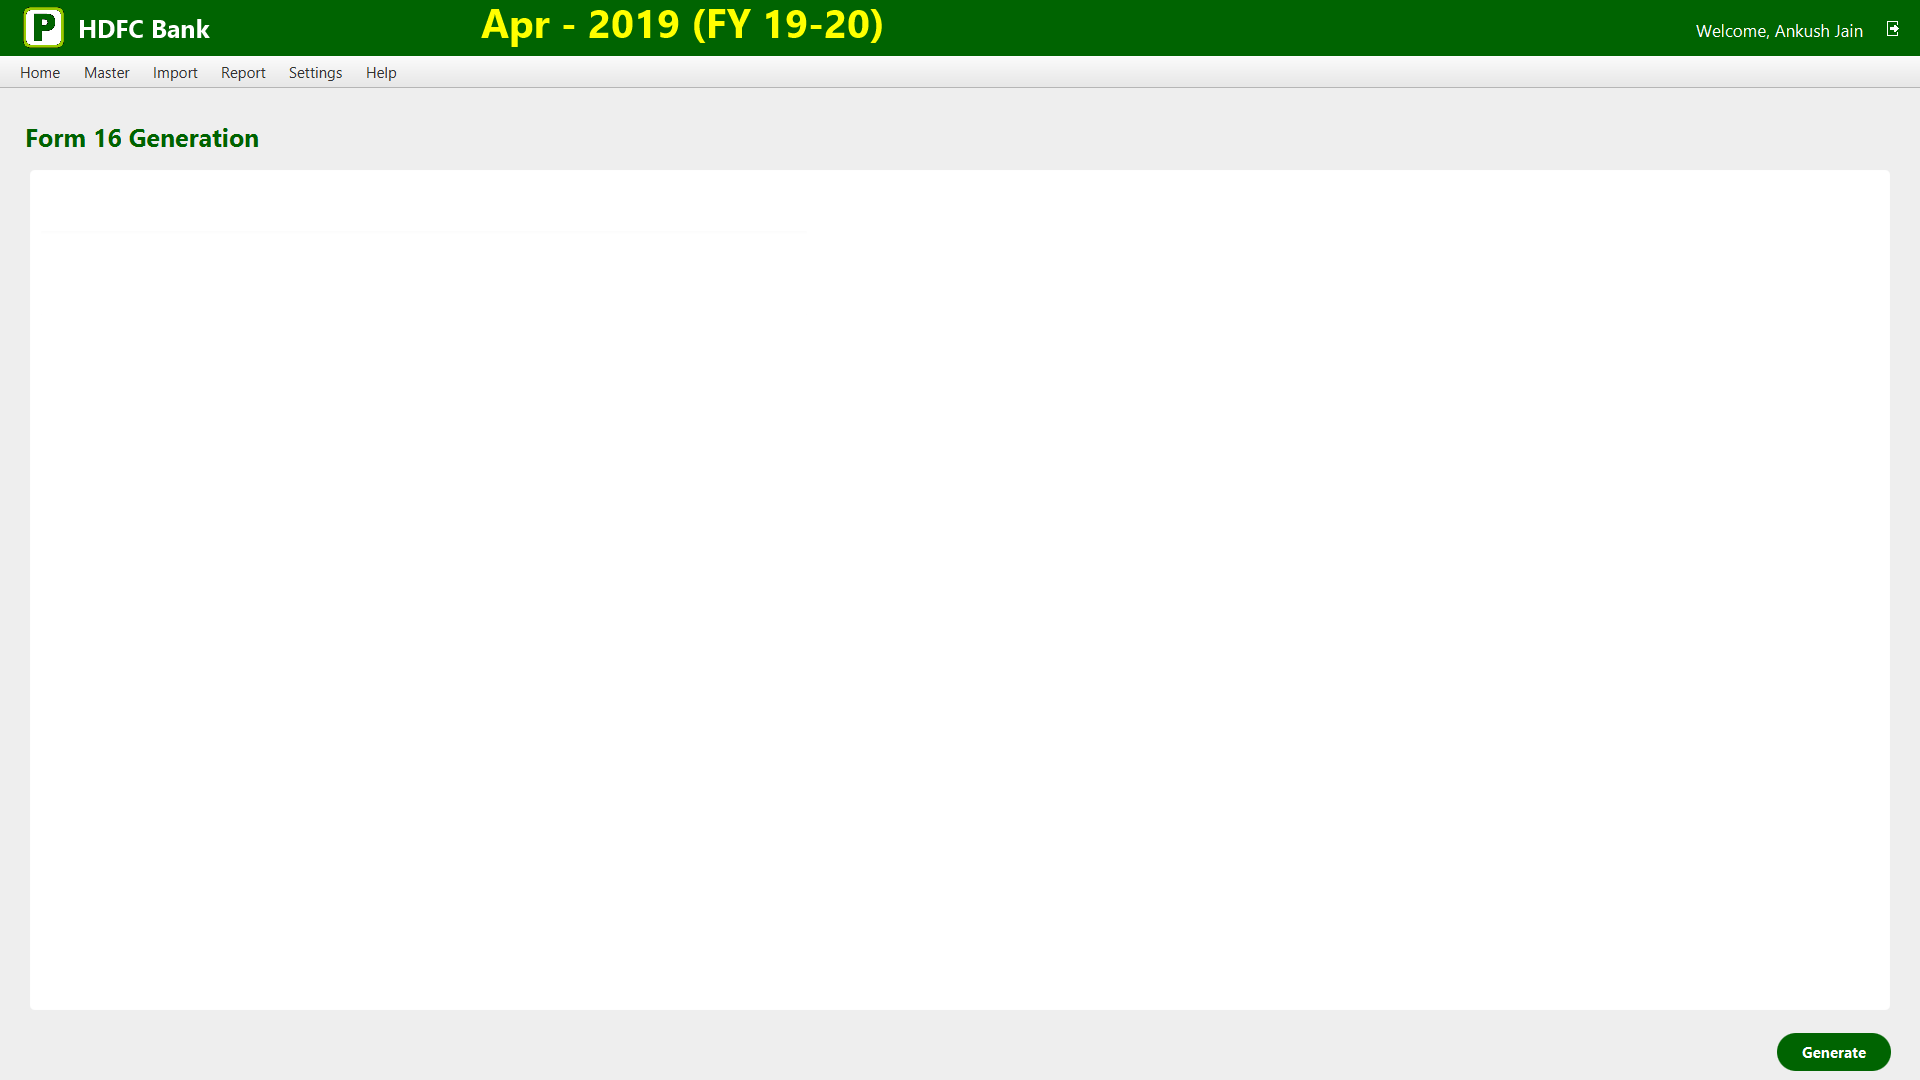 P HDFC Bank
Apr - 2019 (FY 19-20)
Welcome, Ankush Jain
Home Master Import Report Settings Help
Form 16 Generation
Generate